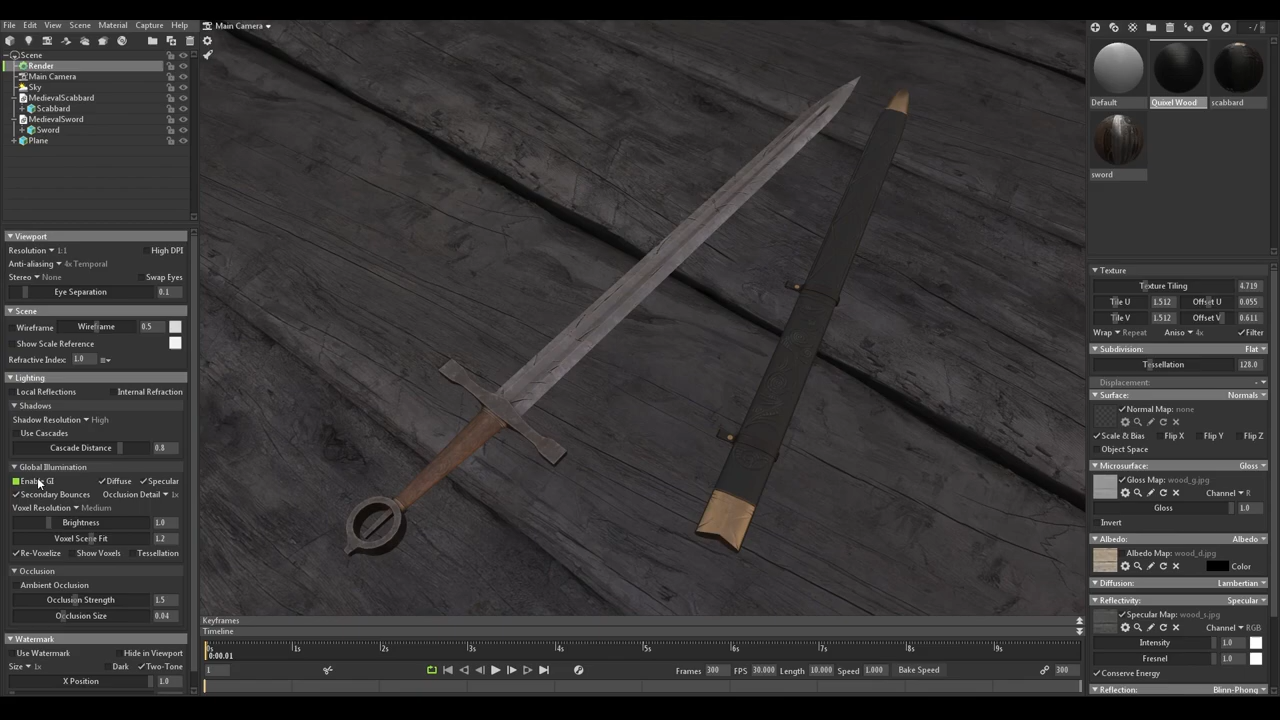 File Edit View Scene Material Capture Help
Main Camera
Scene
Render
Main Camera
Sky
MedievalScabbard
Scabbard
MedievalSword
Sword
Plane
Viewport
Resolution 1:1 High DPI
Anti-aliasing 4x Temporal
Stereo None Swap Eyes
Eye Separation 0.1
Scene
Wireframe Wireframe 0.5
Show Scale Reference
Refractive Index: 1.0
Lighting
Local Reflections Internal Refraction
Shadows
Shadow Resolution High
Use Cascades
Cascade Distance 0.8
Global Illumination
Enable GI Diffuse Specular
Secondary Bounces Occlusion Detail 1x
Voxel Resolution Medium
Brightness 1.0
Voxel Scene Fit 1.2
Re-Voxelize Show Voxels Tessellation
Occlusion
Ambient Occlusion
Occlusion Strength 1.5
Occlusion Size 0.04
Watermark
Use Watermark Hide in Viewport
Size 1x Dark Two-Tone
X Position 1.0
Keyframes
Timeline
0s 1s 2s 3s 4s 5s 6s 7s 8s 9s
0:00.01
1 Frames 300 FPS 30.000 Length 10.000 Speed 1.000 Bake Speed 300
- /
Default Quixel Wood scabbard
sword
Texture
Texture Tiling 4.719
Tile U 1.512 Offset U 0.055
Tile V 1.512 Offset V 0.611
Wrap Repeat Aniso 4x Filter
Subdivision: Flat
Tessellation 128.0
Displacement: -
Surface: Normals
Normal Map: none
Scale & Bias Flip X Flip Y Flip Z
Object Space
Microsurface: Gloss
Gloss Map: wood_g.jpg
Channel R
Gloss 1.0
Invert
Albedo: Albedo
Albedo Map: wood_d.jpg
Color
Diffusion: Lambertian
Reflectivity: Specular
Specular Map: wood_s.jpg
Channel RGB
Intensity 1.0
Fresnel 1.0
Conserve Energy
Reflection: Blinn-Phong